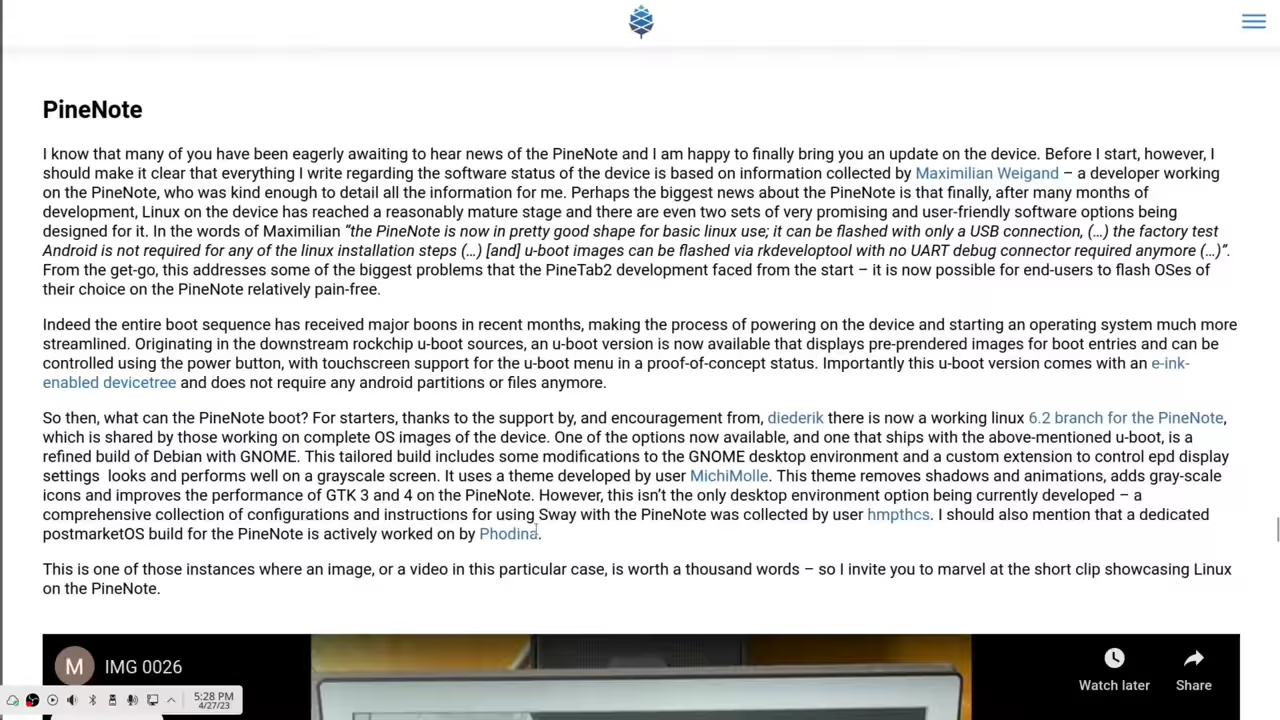 PineNote
I know that many of you have been eagerly awaiting to hear news of the PineNote and I am happy to finally bring you an update on the device. Before I start, however, I
should make it clear that everything I write regarding the software status of the device is based on information collected by Maximilian Weigand – a developer working
on the PineNote, who was kind enough to detail all the information for me. Perhaps the biggest news about the PineNote is that finally, after many months of
development, Linux on the device has reached a reasonably mature stage and there are even two sets of very promising and user-friendly software options being
designed for it. In the words of Maximilian “the PineNote is now in pretty good shape for basic linux use; it can be flashed with only a USB connection, (…) the factory test
Android is not required for any of the linux installation steps (…) [and] u-boot images can be flashed via rkdeveloptool with no UART debug connector required anymore (…)”.
From the get-go, this addresses some of the biggest problems that the PineTab2 development faced from the start – it is now possible for end-users to flash OSes of
their choice on the PineNote relatively pain-free.
Indeed the entire boot sequence has received major boons in recent months, making the process of powering on the device and starting an operating system much more
streamlined. Originating in the downstream rockchip u-boot sources, an u-boot version is now available that displays pre-prendered images for boot entries and can be
controlled using the power button, with touchscreen support for the u-boot menu in a proof-of-concept status. Importantly this u-boot version comes with an e-ink-
enabled devicetree and does not require any android partitions or files anymore.
So then, what can the PineNote boot? For starters, thanks to the support by, and encouragement from, diederik there is now a working linux 6.2 branch for the PineNote,
which is shared by those working on complete OS images of the device. One of the options now available, and one that ships with the above-mentioned u-boot, is a
refined build of Debian with GNOME. This tailored build includes some modifications to the GNOME desktop environment and a custom extension to control epd display
settings  looks and performs well on a grayscale screen. It uses a theme developed by user MichiMolle. This theme removes shadows and animations, adds gray-scale
icons and improves the performance of GTK 3 and 4 on the PineNote. However, this isn’t the only desktop environment option being currently developed – a
comprehensive collection of configurations and instructions for using Sway with the PineNote was collected by user hmpthcs. I should also mention that a dedicated
postmarketOS build for the PineNote is actively worked on by Phodina.
This is one of those instances where an image, or a video in this particular case, is worth a thousand words – so I invite you to marvel at the short clip showcasing Linux
on the PineNote.
M IMG 0026
Watch later Share
5:28 PM
4/27/23